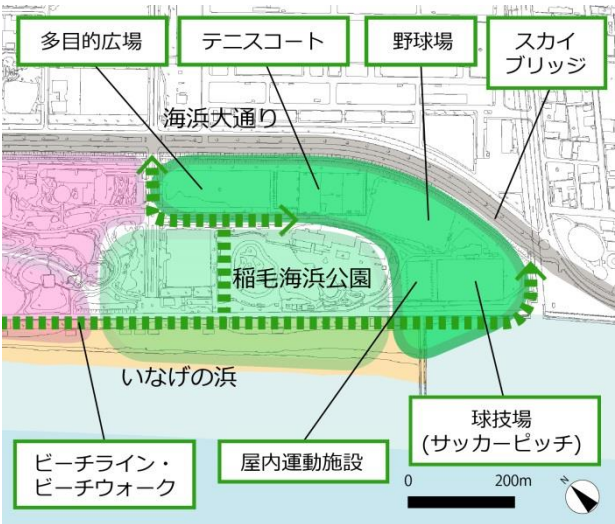 多目的広場
テニスコート
野球場
スカイ
ブリッジ
海浜大通り
稲毛海浜公園
いなげの浜
ビーチライン・
ビーチウォーク
屋内運動施設
球技場
(サッカーピッチ)
0 200m
N